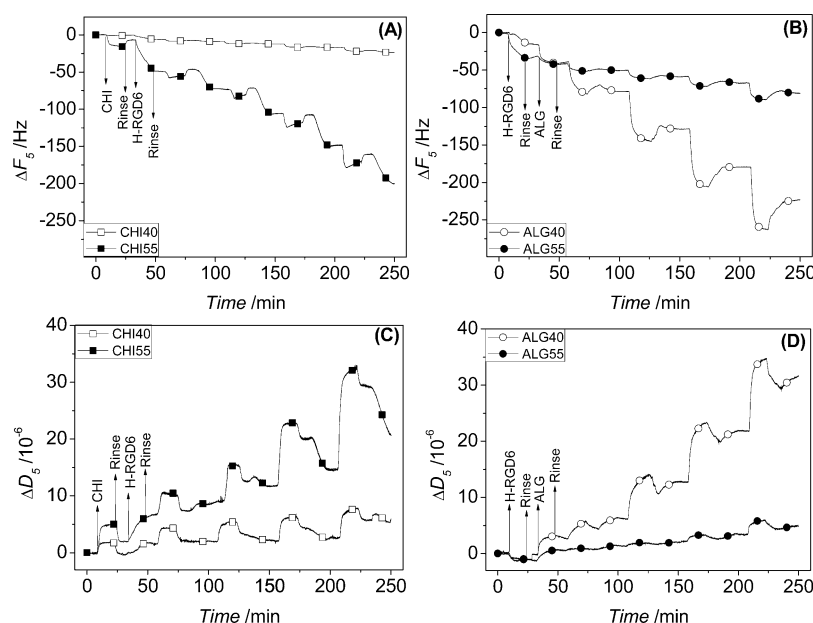 (A)
0
-50
-100
-150
-200
-250
ΔF5 /Hz
CHI
Rinse
H-RGD6
Rinse
CHI40
CHI55
0 50 100 150 200 250
Time /min
(B)
0
-50
-100
-150
-200
-250
ΔF5 /Hz
H-RGD6
Rinse
ALG
Rinse
ALG40
ALG55
0 50 100 150 200 250
Time /min
(C)
40
30
20
10
0
ΔD5 /10-6
CHI40
CHI55
CHI
Rinse
H-RGD6
Rinse
0 50 100 150 200 250
Time /min
(D)
40
30
20
10
0
ΔD5 /10-6
ALG40
ALG55
H-RGD6
Rinse
ALG
Rinse
0 50 100 150 200 250
Time /min